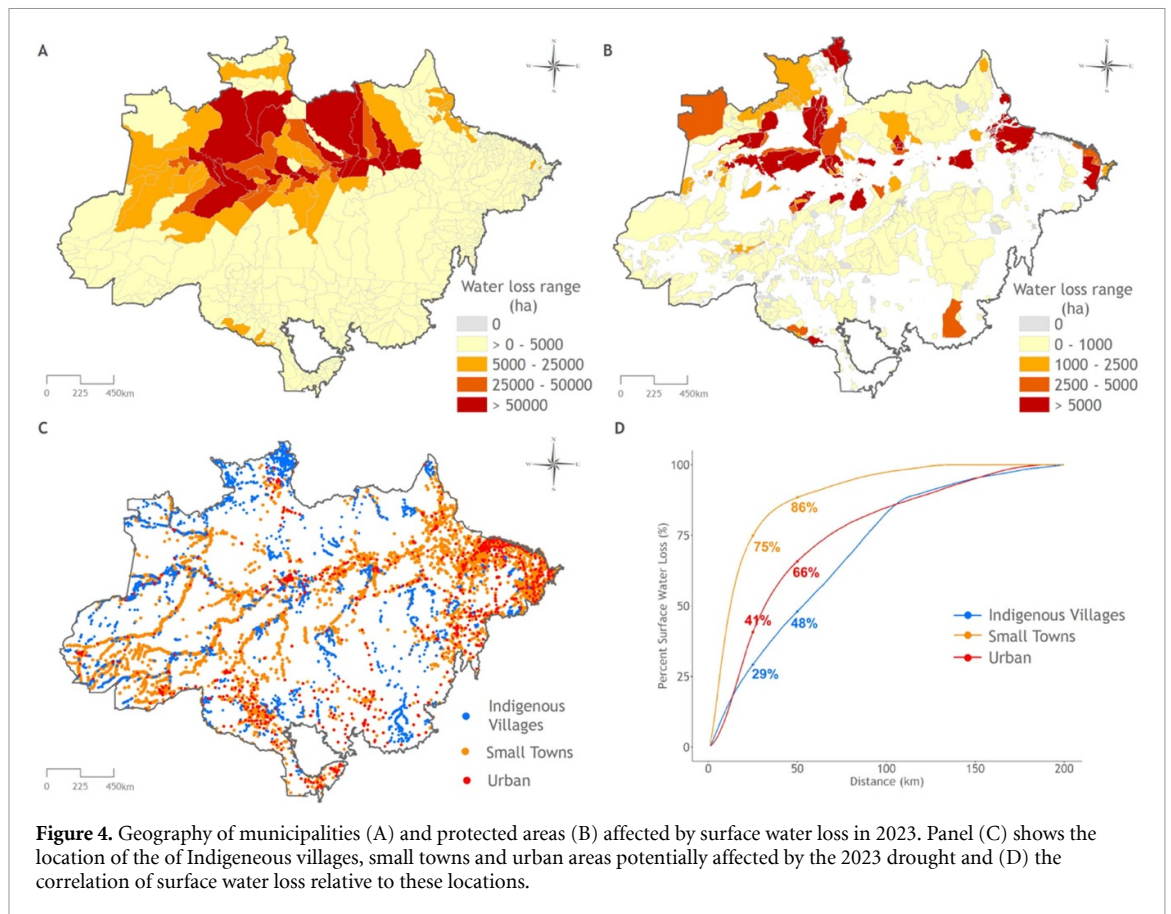 A
N
W
E
S
Water loss range
(ha)
0
> 0 - 5000
5000 - 25000
25000 - 50000
> 50000
0 225 450km
B
N
W
E
S
Water loss range
(ha)
0
0 - 1000
1000 - 2500
2500 - 5000
> 5000
0 225 450km
C
N
W
E
S
Indigenous
Villages
Small Towns
Urban
0 225 450km
D
Percent Surface Water Loss (%)
100
75
50
25
0
86%
75%
66%
41%
48%
29%
Indigenous Villages
Small Towns
Urban
0 50 100 150 200
Distance (km)
Figure 4. Geography of municipalities (A) and protected areas (B) affected by surface water loss in 2023. Panel (C) shows the
location of the of Indigeneous villages, small towns and urban areas potentially affected by the 2023 drought and (D) the
correlation of surface water loss relative to these locations.